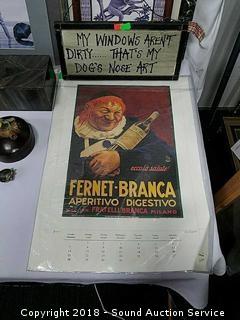 MY WINDOWS AREN'T
DIRTY...... THAT'S MY
DOG'S NOSE ART
ecco la salute!
FERNET-BRANCA
APERITIVO DIGESTIVO
FRATELLI BRANCA MILANO
Copyright 2018 - Sound Auction Service